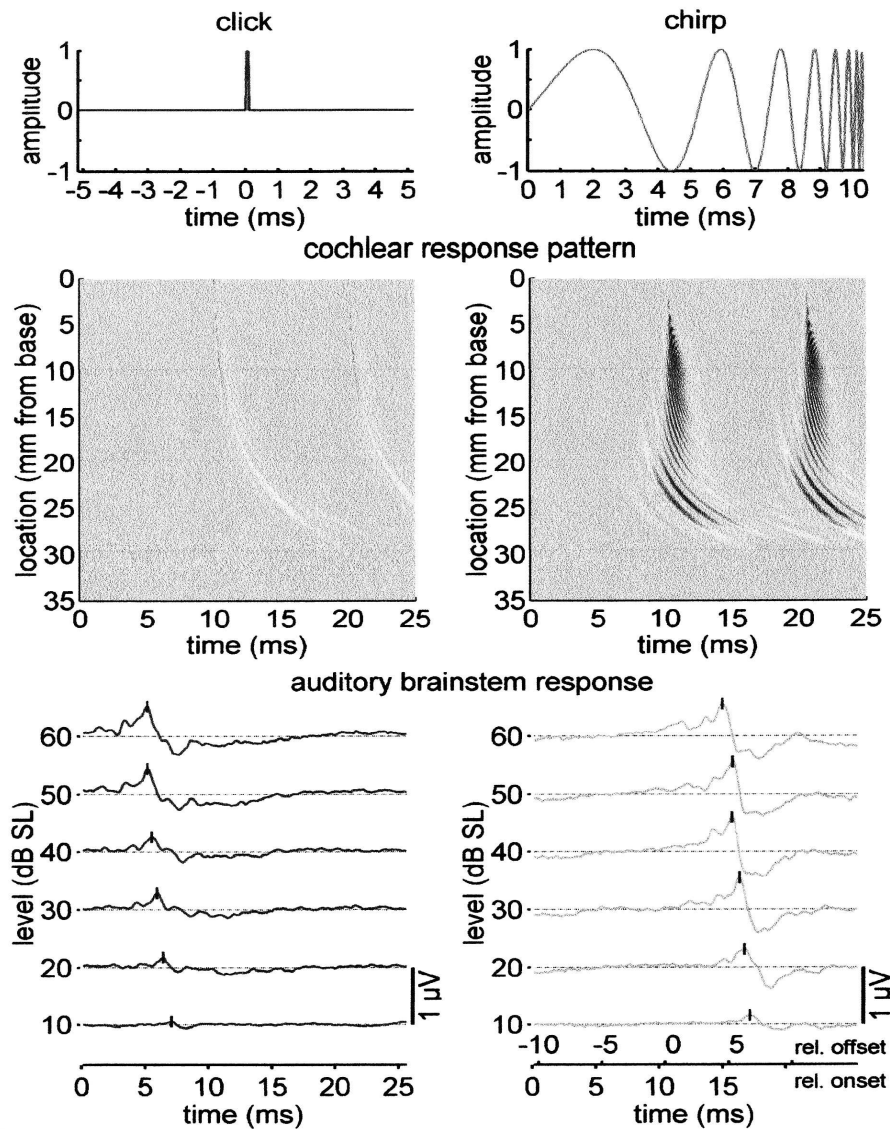 click
chirp
amplitude
1
0
-1
-5 -4 -3 -2 -1 0 1 2 3 4 5
time (ms)
amplitude
1
0
-1
0 1 2 3 4 5 6 7 8 9 10
time (ms)
cochlear response pattern
location (mm from base)
0
5
10
15
20
25
30
35
0 5 10 15 20 25
time (ms)
location (mm from base)
0
5
10
15
20
25
30
35
0 5 10 15 20 25
time (ms)
auditory brainstem response
level (dB SL)
60
50
40
30
20
10
1 µV
0 5 10 15 20 25
time (ms)
level (dB SL)
60
50
40
30
20
10
1 µV
-10 -5 0 5 rel. offset
0 5 10 15 rel. onset
time (ms)